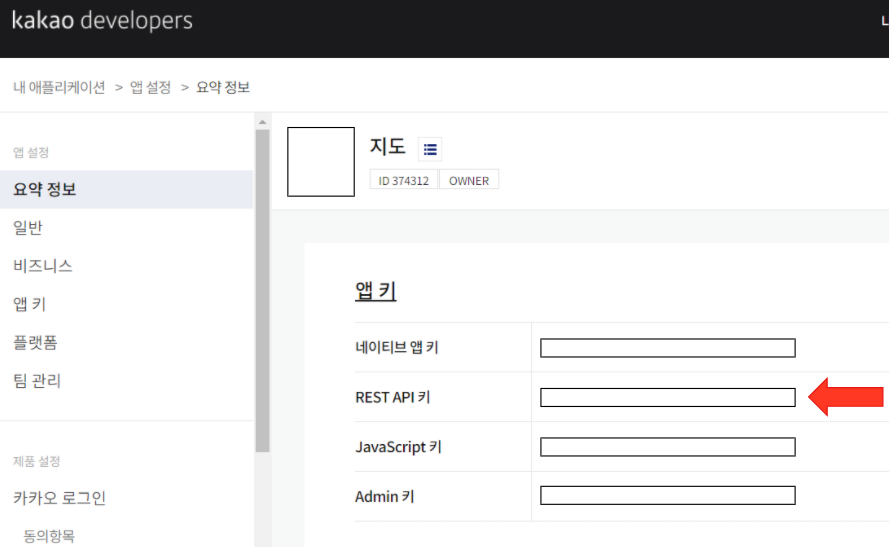 kakao developers
내 애플리케이션 > 앱 설정 > 요약 정보
앱 설정
요약 정보
일반
비즈니스
앱 키
플랫폼
팀 관리
제품 설정
카카오 로그인
동의항목
지도
ID 374312 OWNER
앱 키
네이티브 앱 키
REST API 키
JavaScript 키
Admin 키